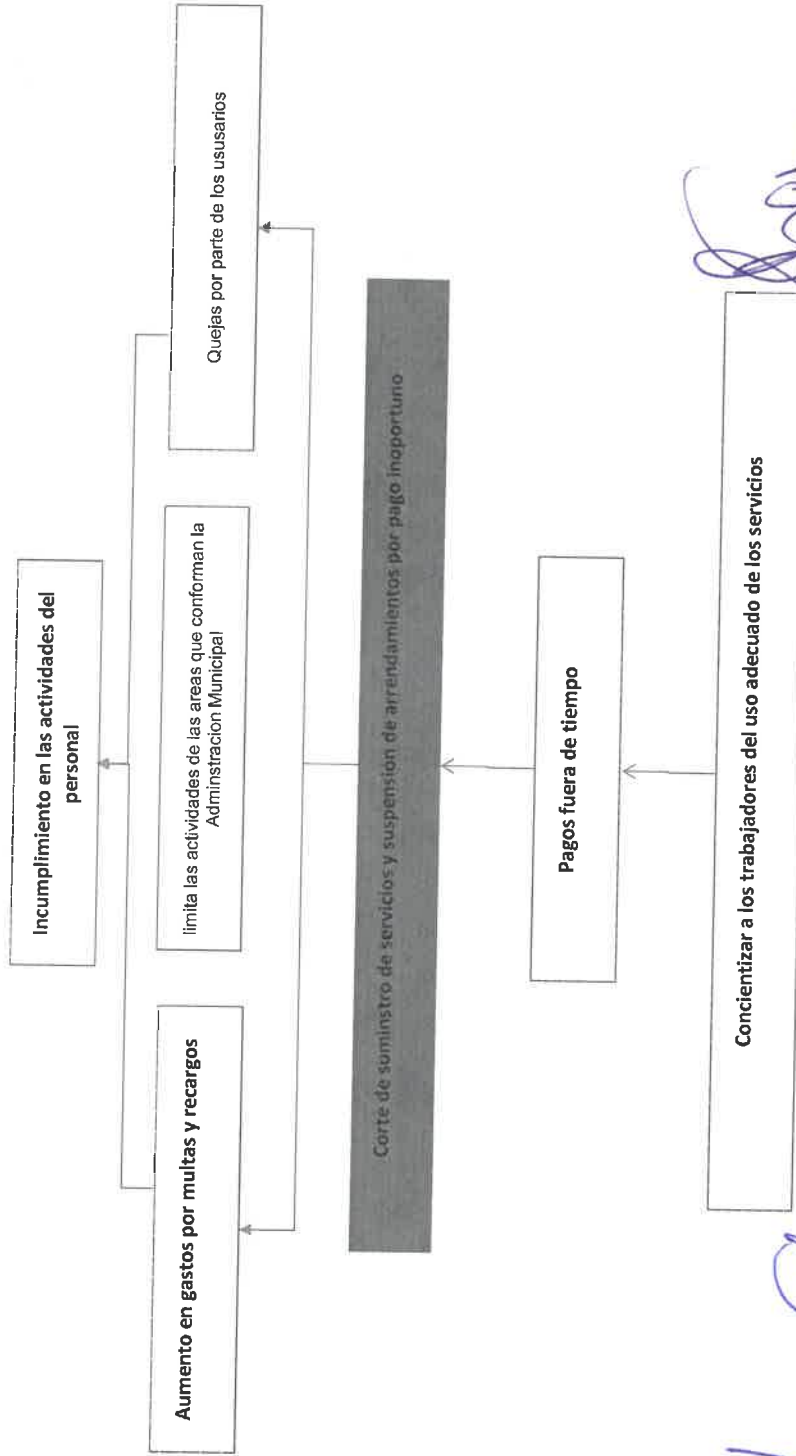 Incumplimiento en las actividades del
personal
Aumento en gastos por multas y recargos
limita las actividades de las areas que conforman la
Adminstracion Municipal
Quejas por parte de los ususarios
Corte de suminstro de servicios y suspensión de arrendamientos por pago inoportuno
Pagos fuera de tiempo
Concientizar a los trabajadores del uso adecuado de los servicios